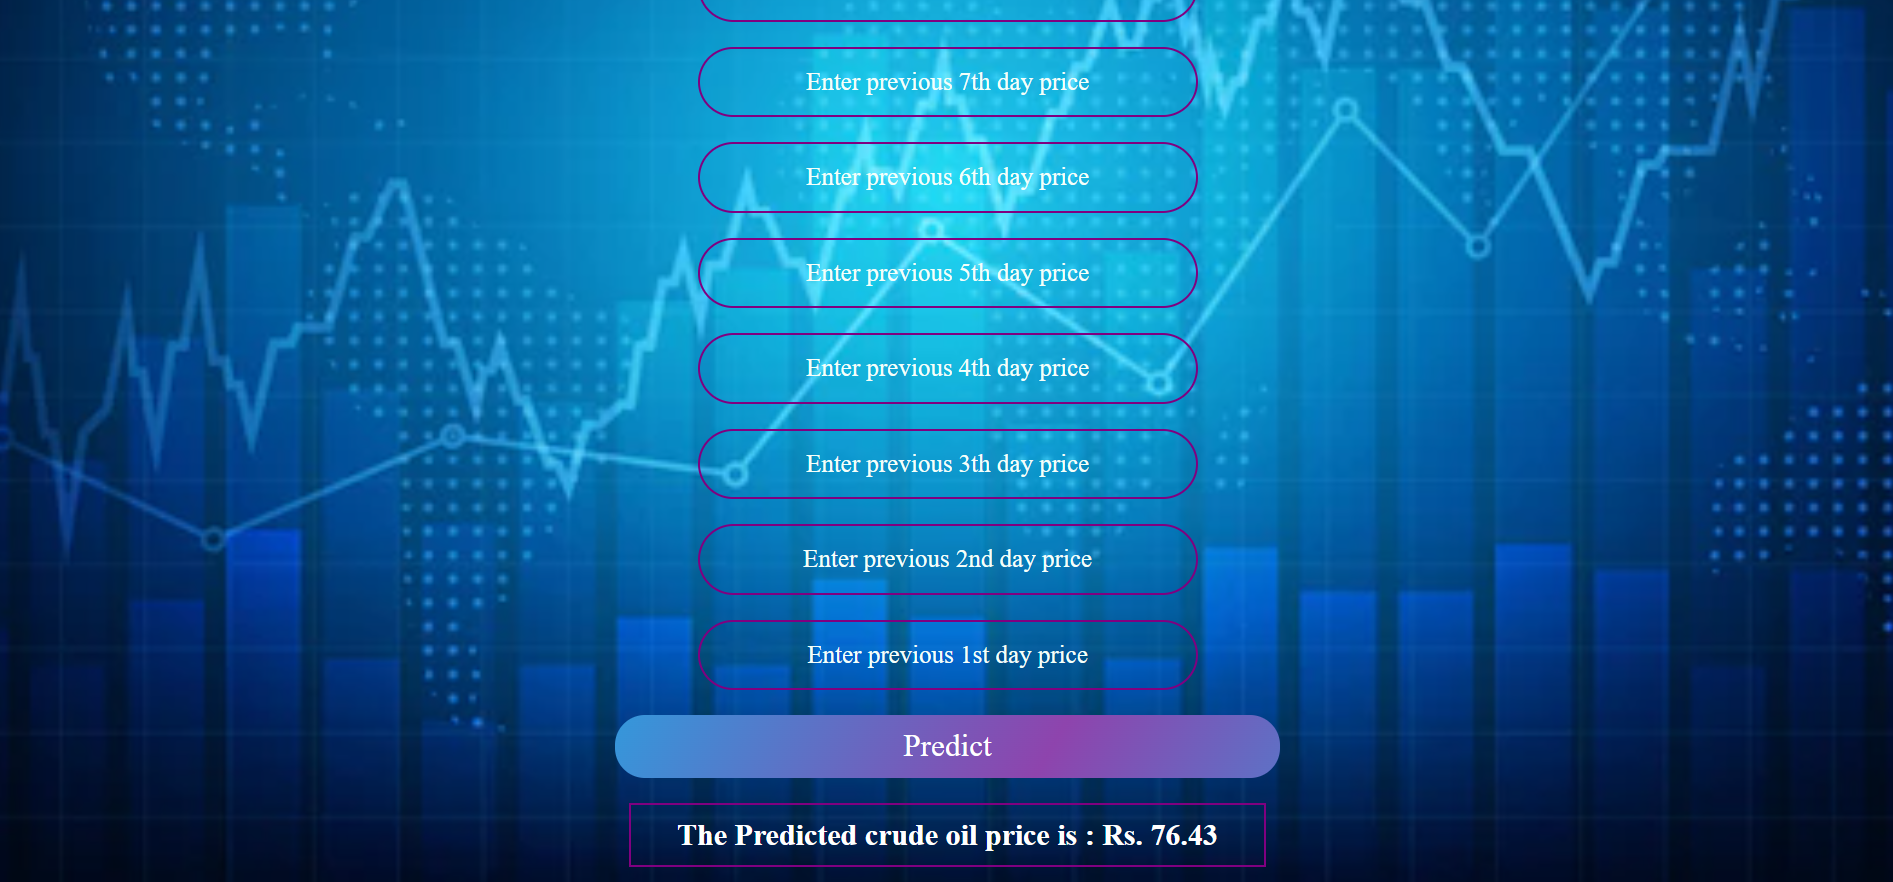 Enter previous 7th day price
Enter previous 6th day price
Enter previous 5th day price
Enter previous 4th day price
Enter previous 3th day price
Enter previous 2nd day price
Enter previous 1st day price
Predict
The Predicted crude oil price is : Rs. 76.43